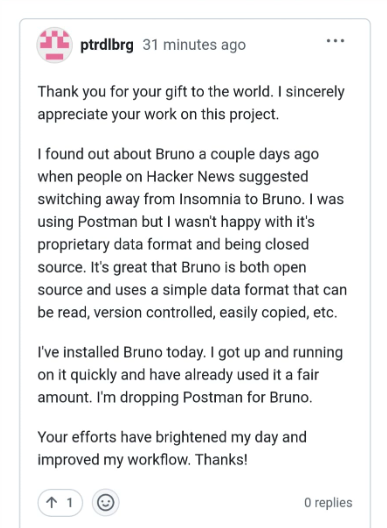 ptrdlbrg 31 minutes ago
Thank you for your gift to the world. I sincerely
appreciate your work on this project.
I found out about Bruno a couple days ago
when people on Hacker News suggested
switching away from Insomnia to Bruno. I was
using Postman but I wasn't happy with it's
proprietary data format and being closed
source. It's great that Bruno is both open
source and uses a simple data format that can
be read, version controlled, easily copied, etc.
I've installed Bruno today. I got up and running
on it quickly and have already used it a fair
amount. I'm dropping Postman for Bruno.
Your efforts have brightened my day and
improved my workflow. Thanks!
1 0 replies